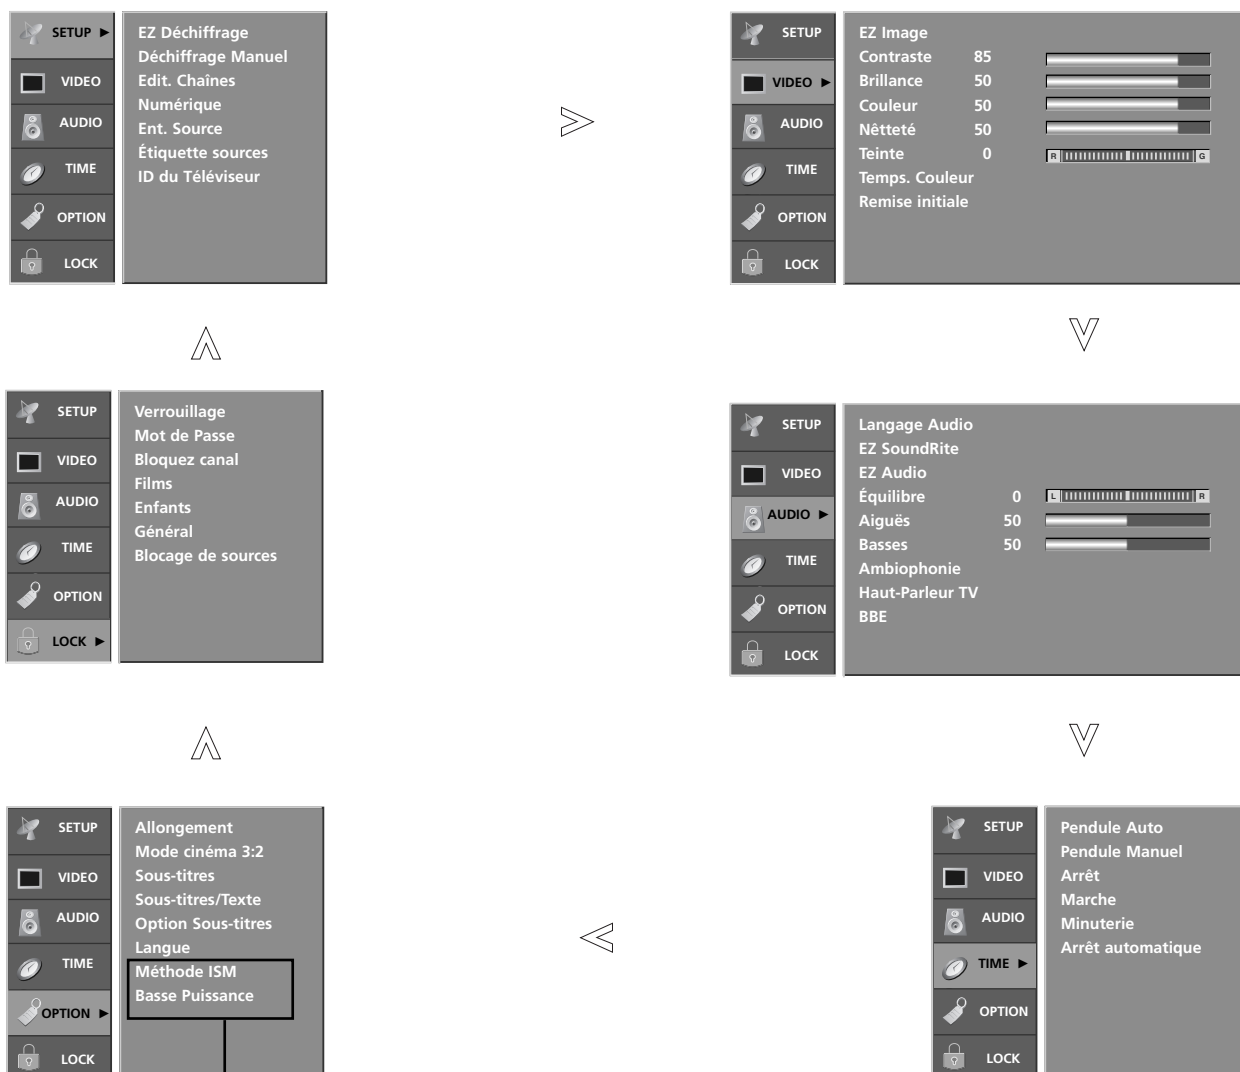 SETUP ►
VIDEO
AUDIO
TIME
OPTION
LOCK
EZ Déchiffrage
Déchiffrage Manuel
Edit. Chaînes
Numérique
Ent. Source
Étiquette sources
ID du Téléviseur
SETUP
VIDEO ►
AUDIO
TIME
OPTION
LOCK
EZ Image
Contraste 85
Brillance 50
Couleur 50
Nêtteté 50
Teinte 0 R G
Temps. Couleur
Remise initiale
SETUP
VIDEO
AUDIO
TIME
OPTION
LOCK ►
Verrouillage
Mot de Passe
Bloquez canal
Films
Enfants
Général
Blocage de sources
SETUP
VIDEO
AUDIO ►
TIME
OPTION
LOCK
Langage Audio
EZ SoundRite
EZ Audio
Équilibre 0 L R
Aiguës 50
Basses 50
Ambiophonie
Haut-Parleur TV
BBE
SETUP
VIDEO
AUDIO
TIME
OPTION ►
LOCK
Allongement
Mode cinéma 3:2
Sous-titres
Sous-titres/Texte
Option Sous-titres
Langue
Méthode ISM
Basse Puissance
SETUP
VIDEO
AUDIO
TIME ►
OPTION
LOCK
Pendule Auto
Pendule Manuel
Arrêt
Marche
Minuterie
Arrêt automatique